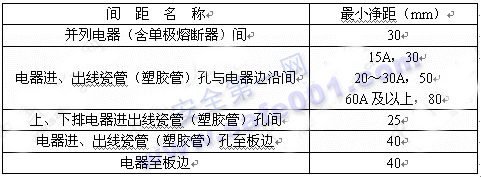 间 距 名 称
最小净距（mm）
并列电器（含单极熔断器）间
30
电器进、出线瓷管（塑胶管）孔与电器边沿间
15A，30
20～30A，50
60A及以上，80
上、下排电器进出线瓷管（塑胶管）孔间
25
电器进、出线瓷管（塑胶管）孔至板边
40
电器至板边
40